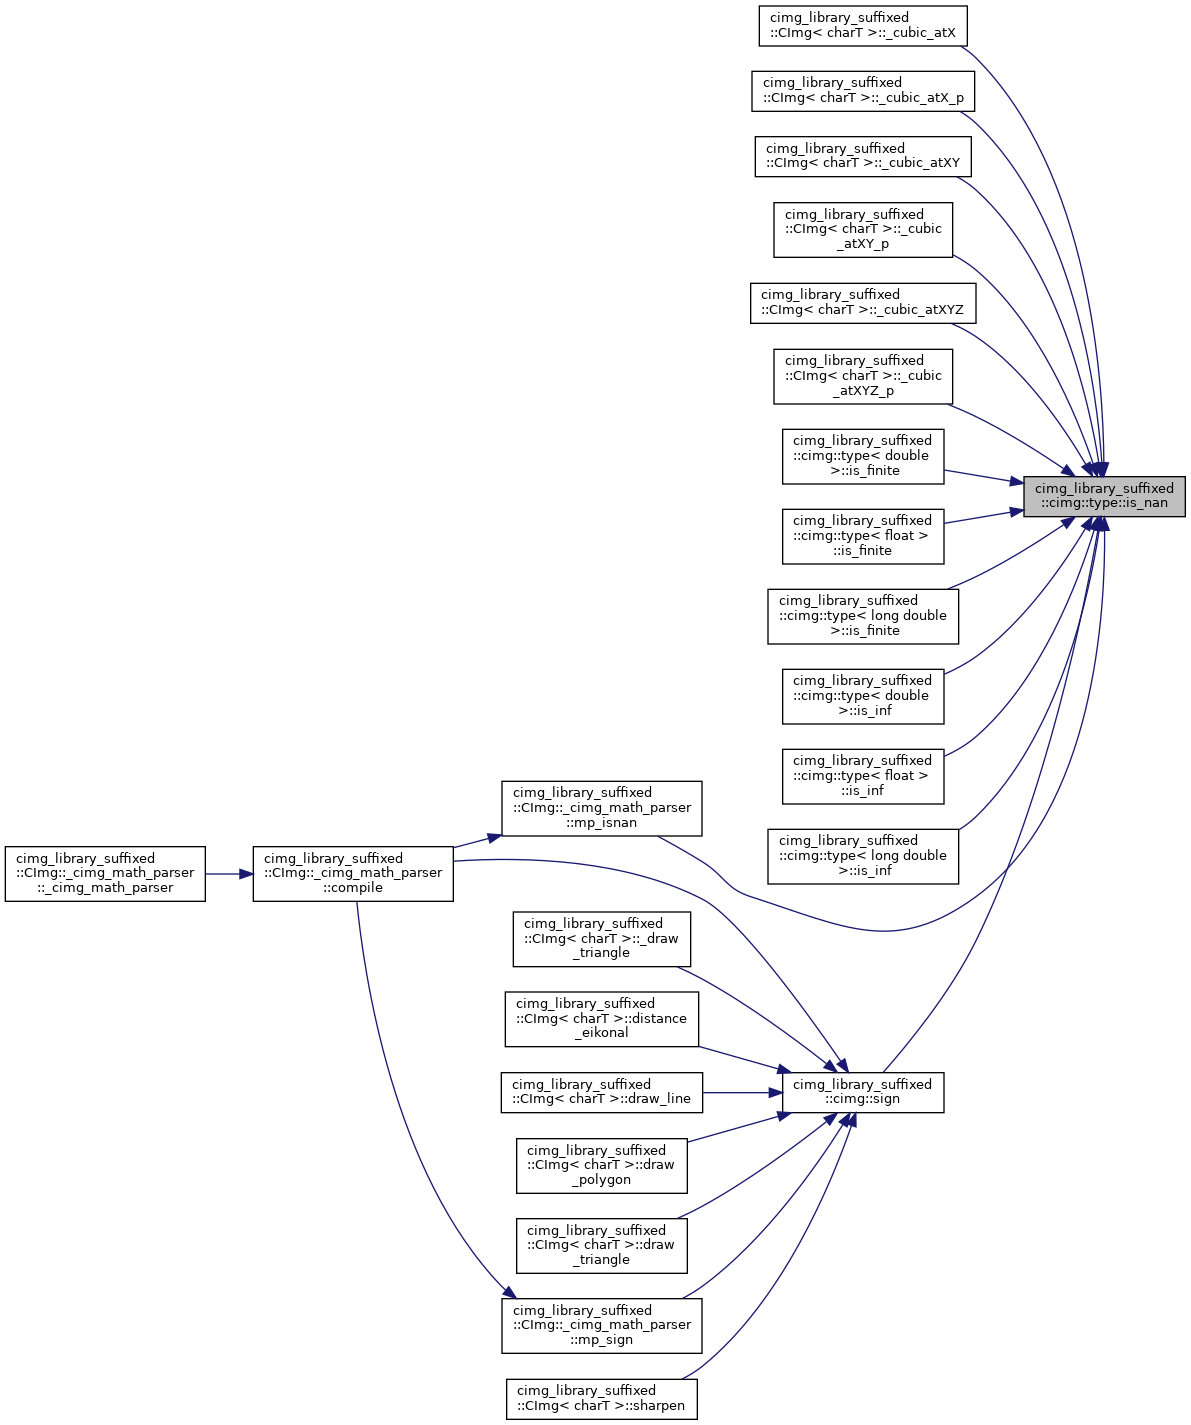 cimg_library_suffixed
::CImg< charT >::_cubic_atX
cimg_library_suffixed
::CImg< charT >::_cubic_atX_p
cimg_library_suffixed
::CImg< charT >::_cubic_atXY
cimg_library_suffixed
::CImg< charT >::_cubic
_atXY_p
cimg_library_suffixed
::CImg< charT >::_cubic_atXYZ
cimg_library_suffixed
::CImg< charT >::_cubic
_atXYZ_p
cimg_library_suffixed
::cimg::type< double
>::is_finite
cimg_library_suffixed
::cimg::type::is_nan
cimg_library_suffixed
::cimg::type< float >
::is_finite
cimg_library_suffixed
::cimg::type< long double
>::is_finite
cimg_library_suffixed
::cimg::type< double
>::is_inf
cimg_library_suffixed
::cimg::type< float >
::is_inf
cimg_library_suffixed
::CImg::_cimg_math_parser
::mp_isnan
cimg_library_suffixed
::cimg::type< long double
>::is_inf
cimg_library_suffixed
::CImg::_cimg_math_parser
::_cimg_math_parser
cimg_library_suffixed
::CImg::_cimg_math_parser
::compile
cimg_library_suffixed
::CImg< charT >::_draw
_triangle
cimg_library_suffixed
::CImg< charT >::distance
_eikonal
cimg_library_suffixed
::CImg< charT >::draw_line
cimg_library_suffixed
::cimg::sign
cimg_library_suffixed
::CImg< charT >::draw
_polygon
cimg_library_suffixed
::CImg< charT >::draw
_triangle
cimg_library_suffixed
::CImg::_cimg_math_parser
::mp_sign
cimg_library_suffixed
::CImg< charT >::sharpen